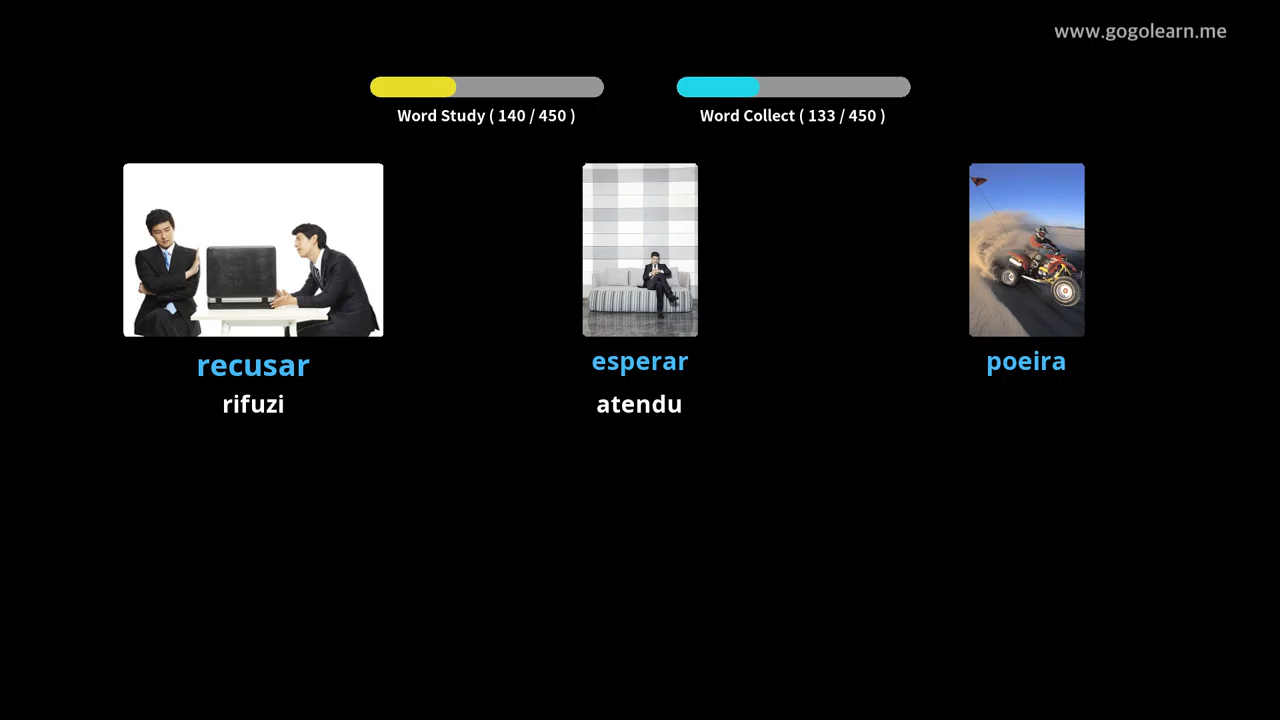 www.gogolearn.me
Word Study ( 140 / 450 )
Word Collect ( 133 / 450 )
recusar
esperar
poeira
rifuzi
atendu